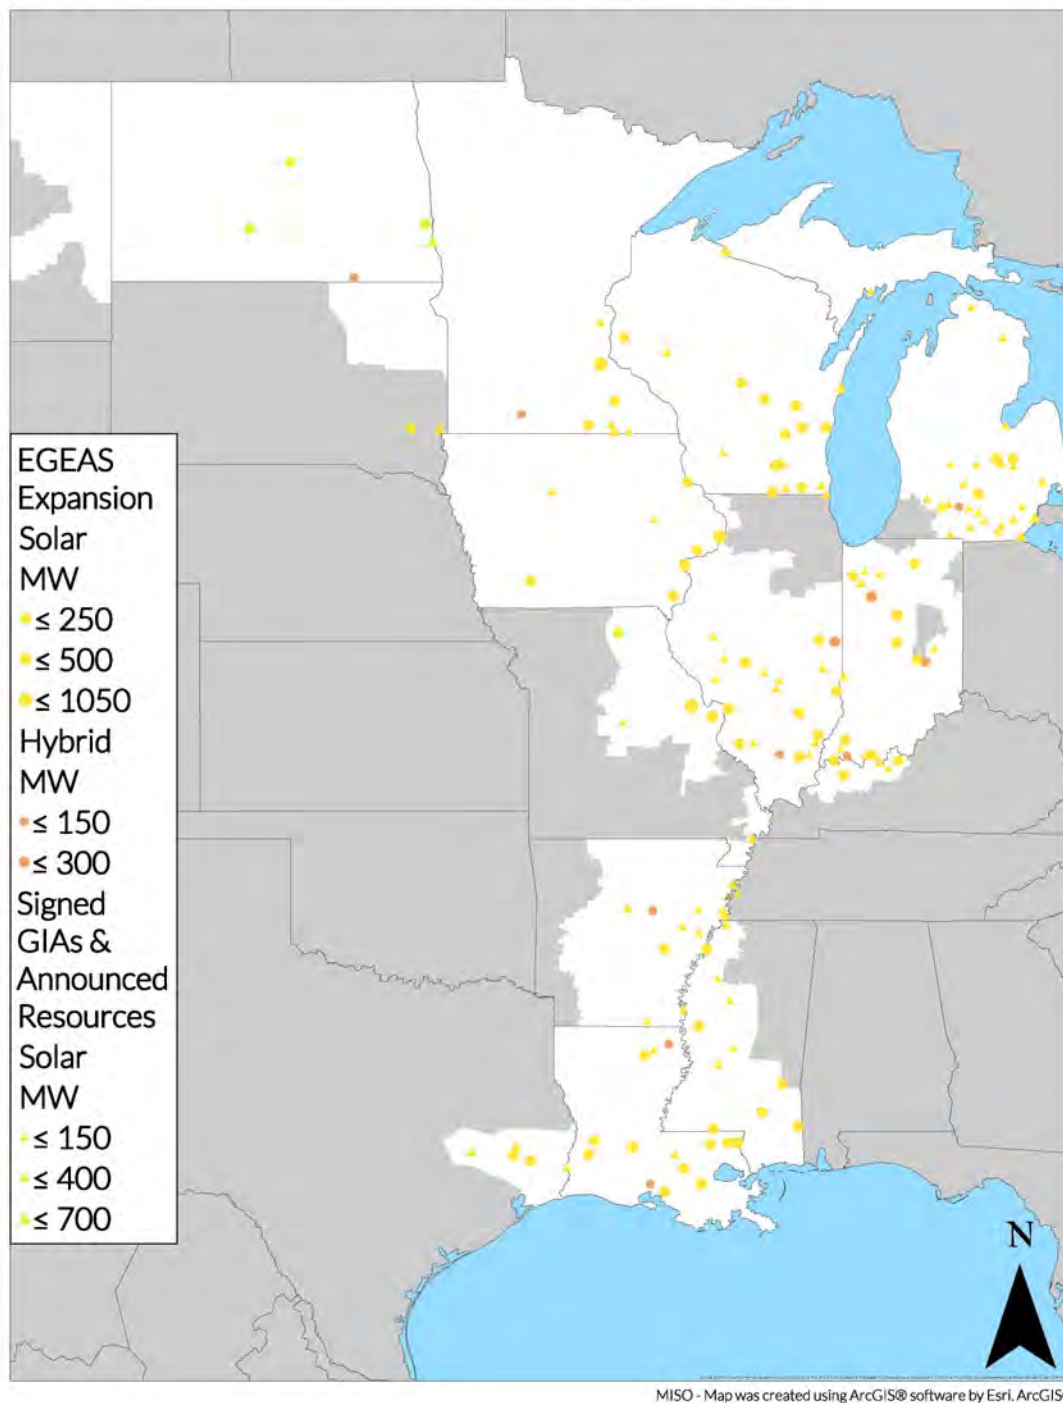 EGEAS
Expansion
Solar
MW
≤ 250
≤ 500
≤ 1050
Hybrid
MW
≤ 150
≤ 300
Signed
GIAs &
Announced
Resources
Solar
MW
≤ 150
≤ 400
≤ 700
N
MISO - Map was created using ArcGIS® software by Esri. ArcGIS®